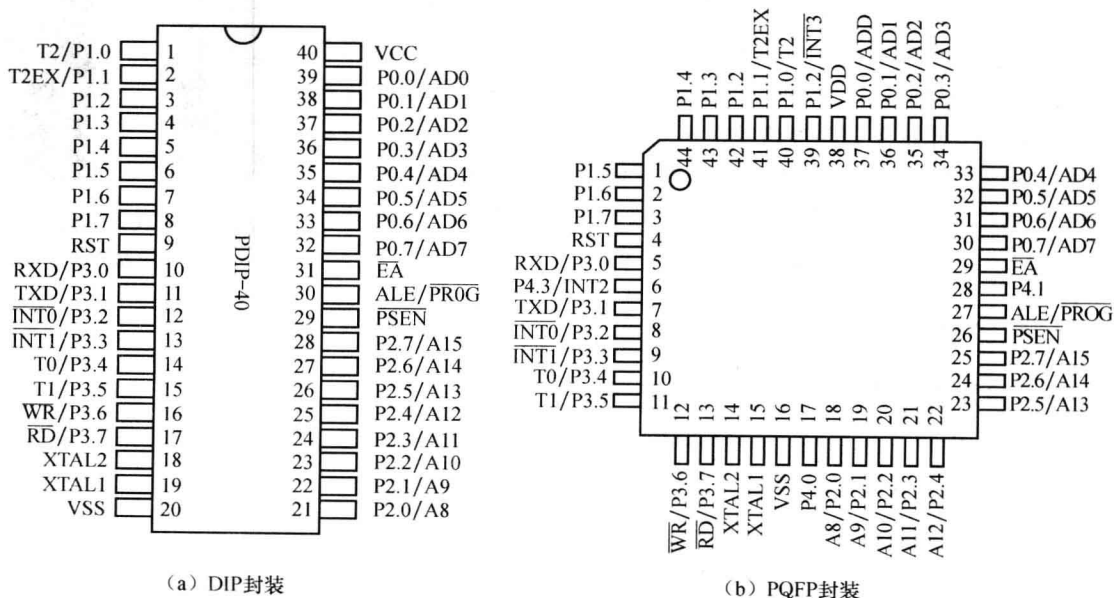 T2/P1.0 1 40 VCC
T2EX/P1.1 2 39 P0.0/AD0
P1.2 3 38 P0.1/AD1
P1.3 4 37 P0.2/AD2
P1.4 5 36 P0.3/AD3
P1.5 6 35 P0.4/AD4
P1.6 7 34 P0.5/AD5
P1.7 8 33 P0.6/AD6
RST 9 32 P0.7/AD7
RXD/P3.0 10 31 EA
TXD/P3.1 11 30 ALE/PR0G
INT0/P3.2 12 29 PSEN
INT1/P3.3 13 28 P2.7/A15
T0/P3.4 14 27 P2.6/A14
T1/P3.5 15 26 P2.5/A13
WR/P3.6 16 25 P2.4/A12
RD/P3.7 17 24 P2.3/A11
XTAL2 18 23 P2.2/A10
XTAL1 19 22 P2.1/A9
VSS 20 21 P2.0/A8
PDIP-40
(a) DIP封装
P1.4 44
P1.3 43
P1.2 42
P1.1/T2EX 41
P1.0/T2 40
P1.2/INT3 39
VDD 38
P0.0/ADD 37
P0.1/AD1 36
P0.2/AD2 35
P0.3/AD3 34
P1.5 1 33 P0.4/AD4
P1.6 2 32 P0.5/AD5
P1.7 3 31 P0.6/AD6
RST 4 30 P0.7/AD7
RXD/P3.0 5 29 EA
P4.3/INT2 6 28 P4.1
TXD/P3.1 7 27 ALE/PROG
INT0/P3.2 8 26 PSEN
INT1/P3.3 9 25 P2.7/A15
T0/P3.4 10 24 P2.6/A14
T1/P3.5 11 23 P2.5/A13
12 WR/P3.6
13 RD/P3.7
14 XTAL2
15 XTAL1
16 VSS
17 P4.0
18 A8/P2.0
19 A9/P2.1
20 A10/P2.2
21 A11/P2.3
22 A12/P2.4
(b) PQFP封装